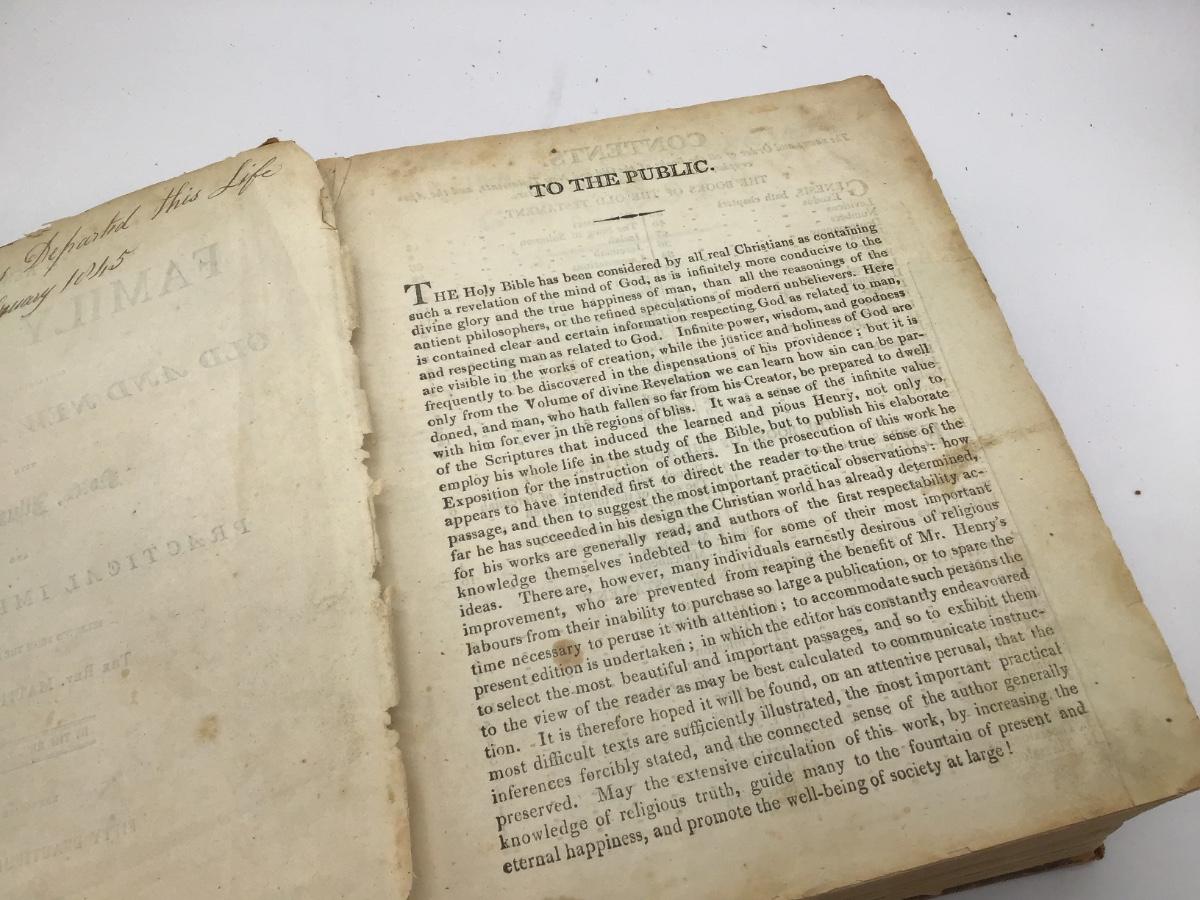 Departed this Life
1845
TO THE PUBLIC.
THE Holy Bible has been considered by all real Christians as containing
such a revelation of the mind of God, as is infinitely more conducive to the
divine glory and the true happiness of man, than all the reasonings of the
antient philosophers, or the refined speculations of modern unbelievers. Here
is contained clear and certain information respecting God as related to man,
and respecting man as related to God. Infinite power, wisdom, and goodness
are visible in the works of creation, while the justice and holiness of God are
frequently to be discovered in the dispensations of his providence; but it is
only from the Volume of divine Revelation we can learn how sin can be par-
doned, and man, who hath fallen so far from his Creator, be prepared to dwell
with him for ever in the regions of bliss. It was a sense of the infinite value
of the Scriptures that induced the learned and pious Henry, not only to
employ his whole life in the study of the Bible, but to publish his elaborate
Exposition for the instruction of others. In the prosecution of this work he
appears to have intended first to direct the reader to the true sense of the
passage, and then to suggest the most important practical observations: how
far he has succeeded in his design the Christian world has already determined,
for his works are generally read, and authors of the first respectability ac-
knowledge themselves indebted to him for some of their most important
ideas. There are, however, many individuals earnestly desirous of religious
improvement, who are prevented from reaping the benefit of Mr. Henry's
labours from their inability to purchase so large a publication, or to spare the
time necessary to peruse it with attention; to accommodate such persons the
present edition is undertaken; in which the editor has constantly endeavoured
to select the most beautiful and important passages, and so to exhibit them
to the view of the reader as may be best calculated to communicate instruc-
tion. It is therefore hoped it will be found, on an attentive perusal, that the
most difficult texts are sufficiently illustrated, the most important practical
inferences forcibly stated, and the connected sense of the author generally
preserved. May the extensive circulation of this work, by increasing the
knowledge of religious truth, guide many to the fountain of present and
eternal happiness, and promote the well-being of society at large!